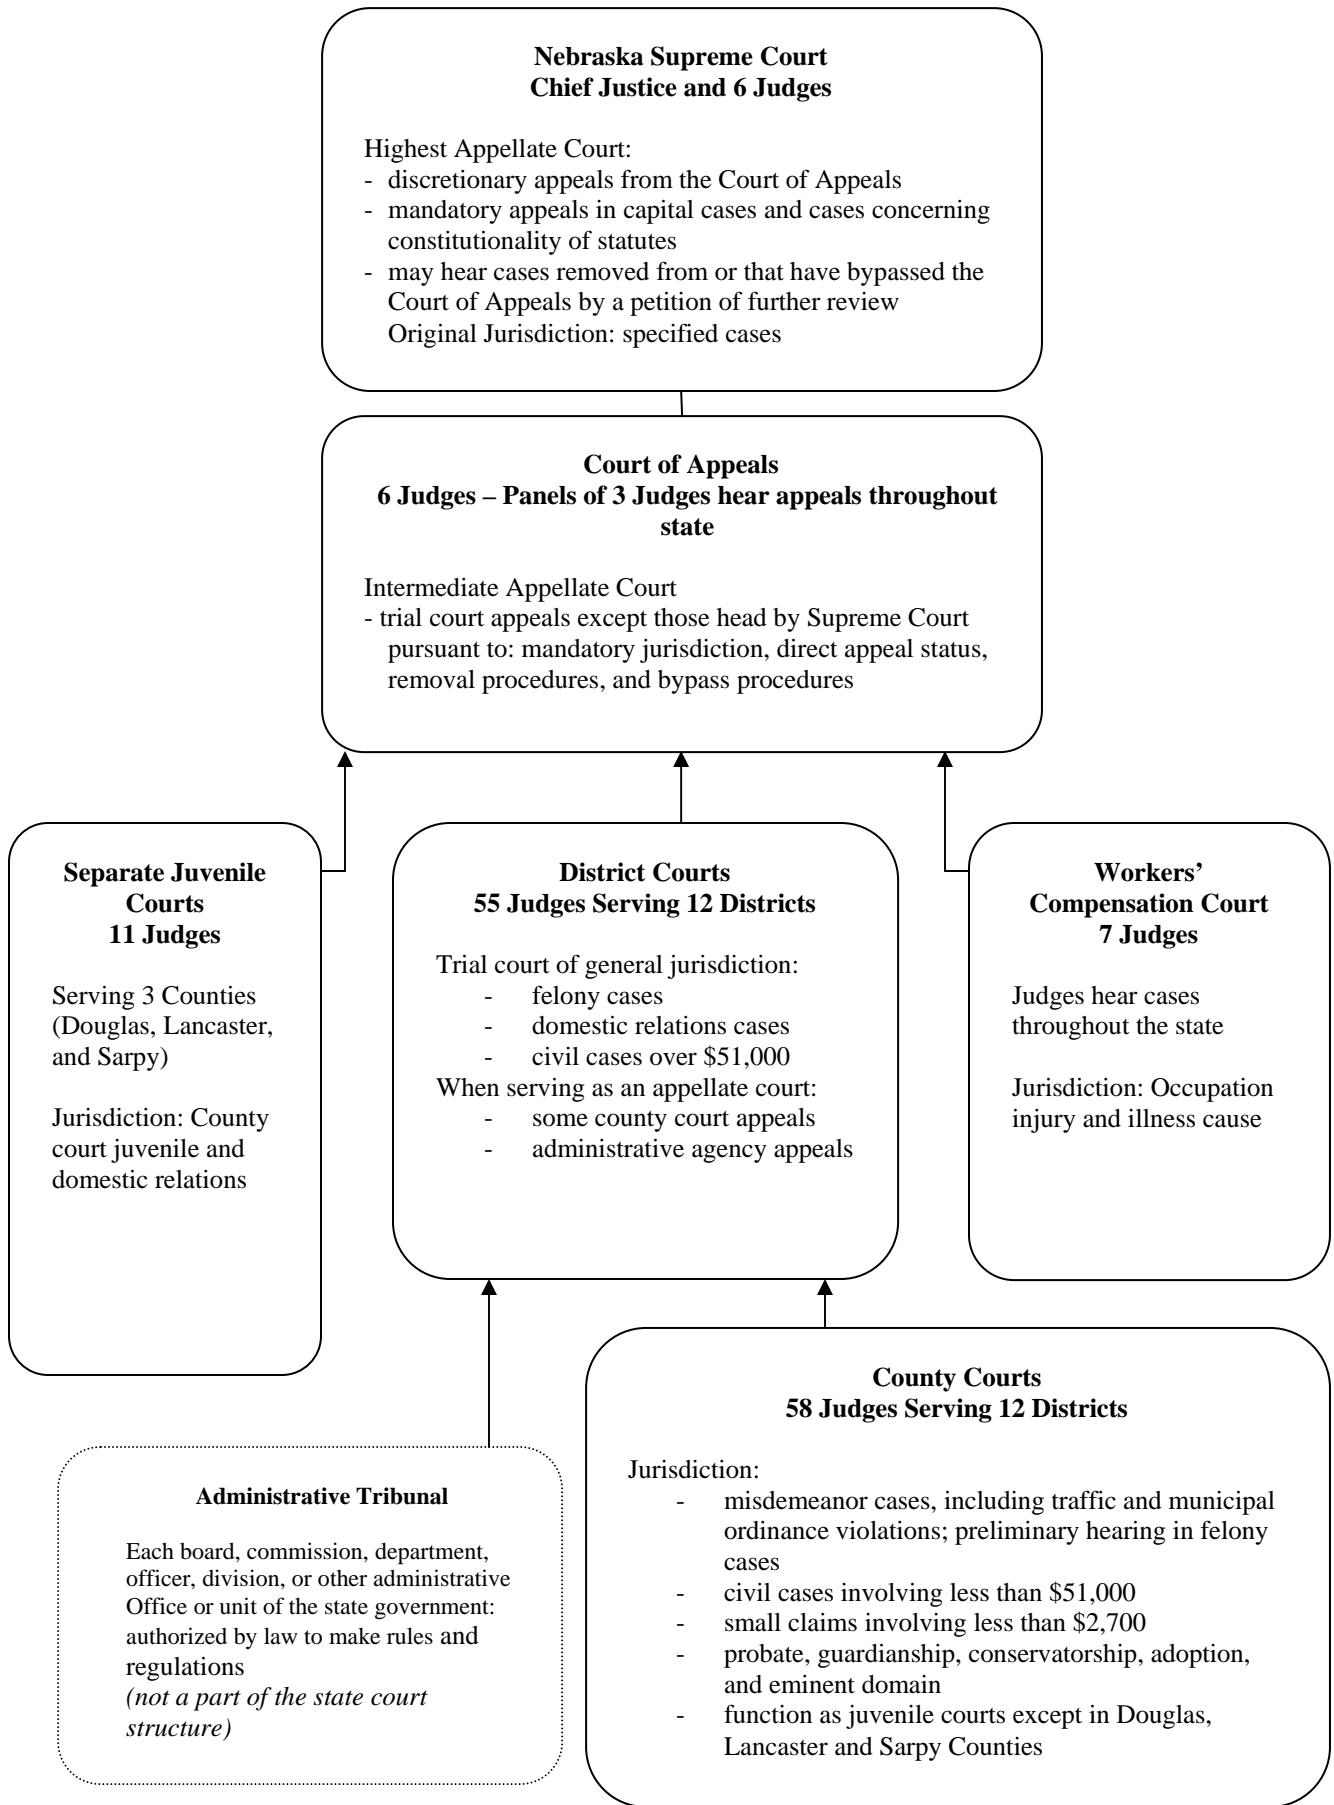 Nebraska Supreme Court
Chief Justice and 6 Judges
Highest Appellate Court:
- discretionary appeals from the Court of Appeals
- mandatory appeals in capital cases and cases concerning
constitutionality of statutes
- may hear cases removed from or that have bypassed the
Court of Appeals by a petition of further review
Original Jurisdiction: specified cases
Court of Appeals
6 Judges – Panels of 3 Judges hear appeals throughout
state
Intermediate Appellate Court
- trial court appeals except those head by Supreme Court
pursuant to: mandatory jurisdiction, direct appeal status,
removal procedures, and bypass procedures
Separate Juvenile
Courts
11 Judges
Serving 3 Counties
(Douglas, Lancaster,
and Sarpy)
Jurisdiction: County
court juvenile and
domestic relations
District Courts
55 Judges Serving 12 Districts
Trial court of general jurisdiction:
- felony cases
- domestic relations cases
- civil cases over $51,000
When serving as an appellate court:
- some county court appeals
- administrative agency appeals
Workers’
Compensation Court
7 Judges
Judges hear cases
throughout the state
Jurisdiction: Occupation
injury and illness cause
Administrative Tribunal
Each board, commission, department,
officer, division, or other administrative
Office or unit of the state government:
authorized by law to make rules and
regulations
(not a part of the state court
structure)
County Courts
58 Judges Serving 12 Districts
Jurisdiction:
- misdemeanor cases, including traffic and municipal
ordinance violations; preliminary hearing in felony
cases
- civil cases involving less than $51,000
- small claims involving less than $2,700
- probate, guardianship, conservatorship, adoption,
and eminent domain
- function as juvenile courts except in Douglas,
Lancaster and Sarpy Counties